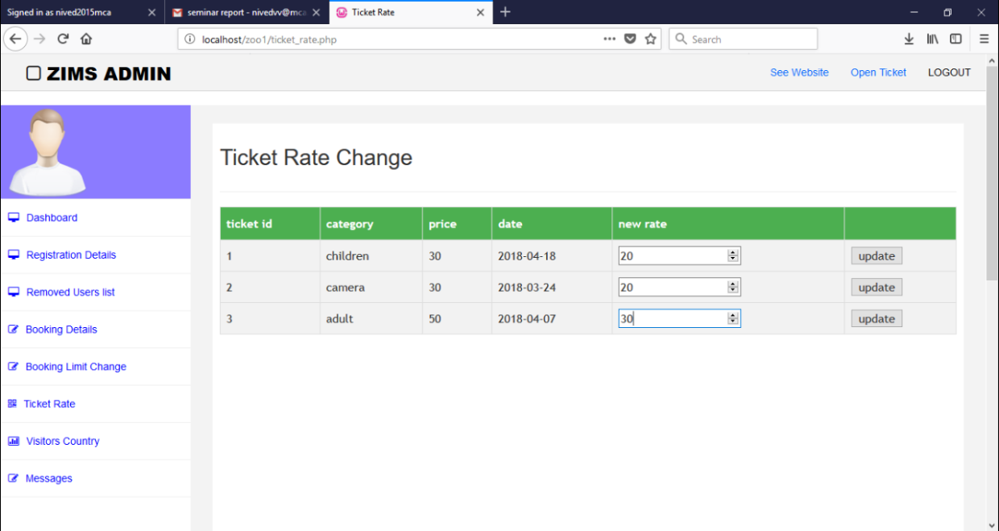 Signed in as nived2015mca seminar report - nivedvv@mca Ticket Rate
localhost/zoo1/ticket_rate.php Search
ZIMS ADMIN See Website Open Ticket LOGOUT
Ticket Rate Change
Dashboard
Registration Details
Removed Users list
Booking Details
Booking Limit Change
Ticket Rate
Visitors Country
Messages
ticket id category price date new rate
1 children 30 2018-04-18 20 update
2 camera 30 2018-03-24 20 update
3 adult 50 2018-04-07 30 update